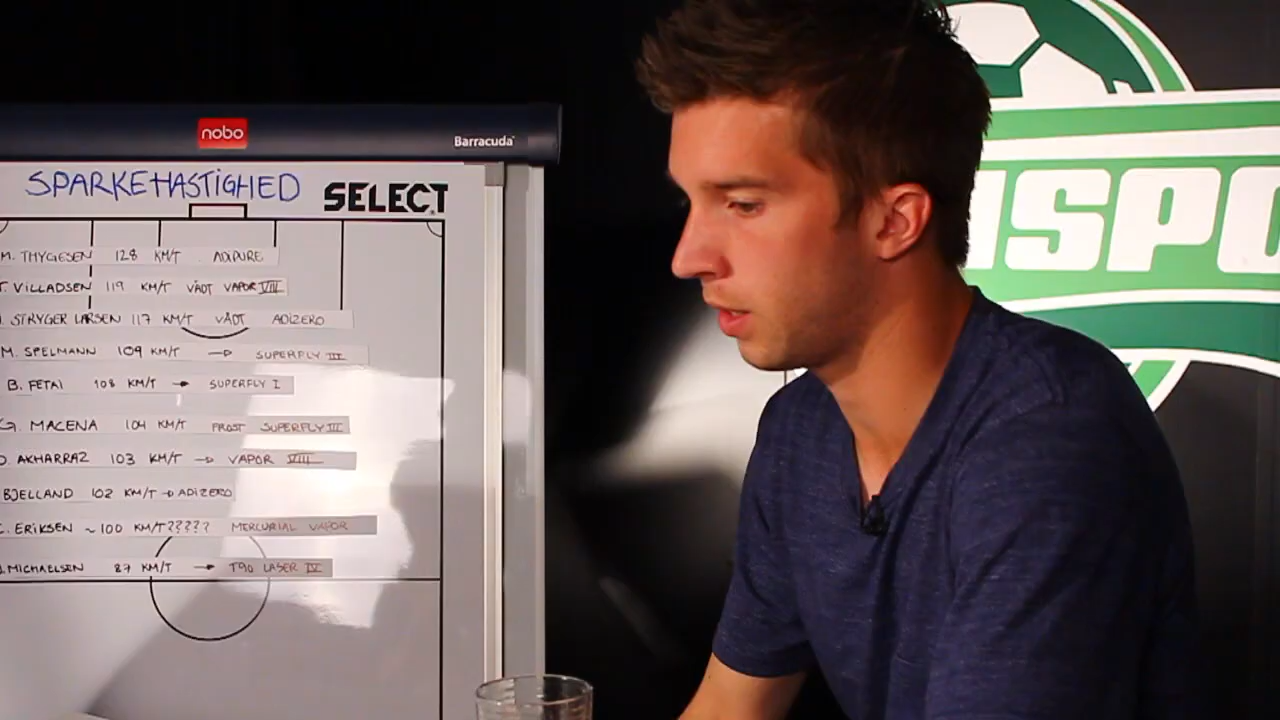 nobo
Barracuda
SPARKEHASTIGHED SELECT
M. THYGESEN 128 KM/T ADIPURE
T. VILLADSEN 119 KM/T VÅDT VAPOR VIII
STRYGER LARSEN 117 KM/T VÅDT ADIZERO
M. SPELMANN 109 KM/T → SUPERFLY III
B. FETAI 108 KM/T → SUPERFLY I
G. MACENA 104 KM/T FROST SUPERFLY III
AKHARRAZ 103 KM/T → VAPOR VIII
BJELLAND 102 KM/T → ADIZERO
C. ERIKSEN ~100 KM/T????? MERCURIAL VAPOR
J. MICHAELSEN 87 KM/T → T90 LASER IV
ISPO